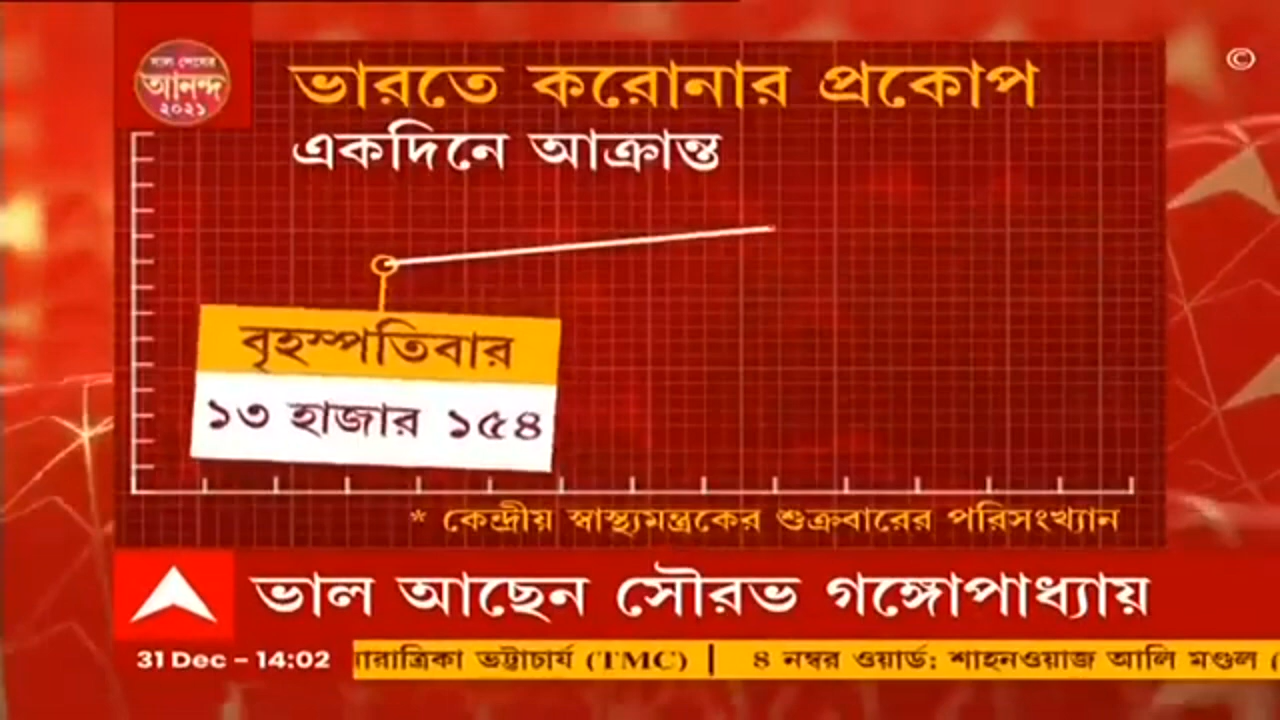 সাল শেষের
আনন্দ
২০২১
ভারতে করোনার প্রকোপ
একদিনে আক্রান্ত
©
বৃহস্পতিবার
১৩ হাজার ১৫৪
* কেন্দ্রীয় স্বাস্থ্যমন্ত্রকের শুক্রবারের পরিসংখ্যান
ভাল আছেন সৌরভ গঙ্গোপাধ্যায়
31 Dec - 14:02
ভট্টাচার্য (TMC) | ৪ নম্বর ওয়ার্ড: শাহনওয়াজ আলি মণ্ডল (